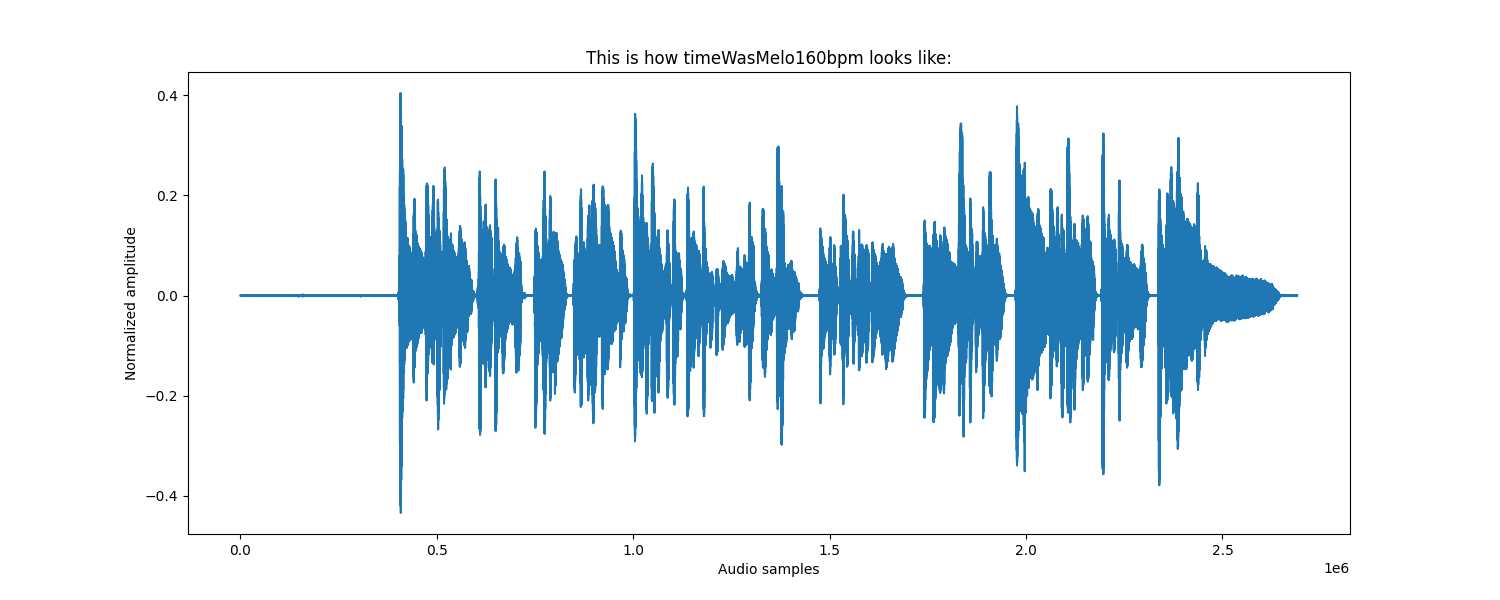 This is how timeWasMelo160bpm looks like:
Normalized amplitude
0.4
0.2
0.0
−0.2
−0.4
0.0 0.5 1.0 1.5 2.0 2.5
1e6
Audio samples